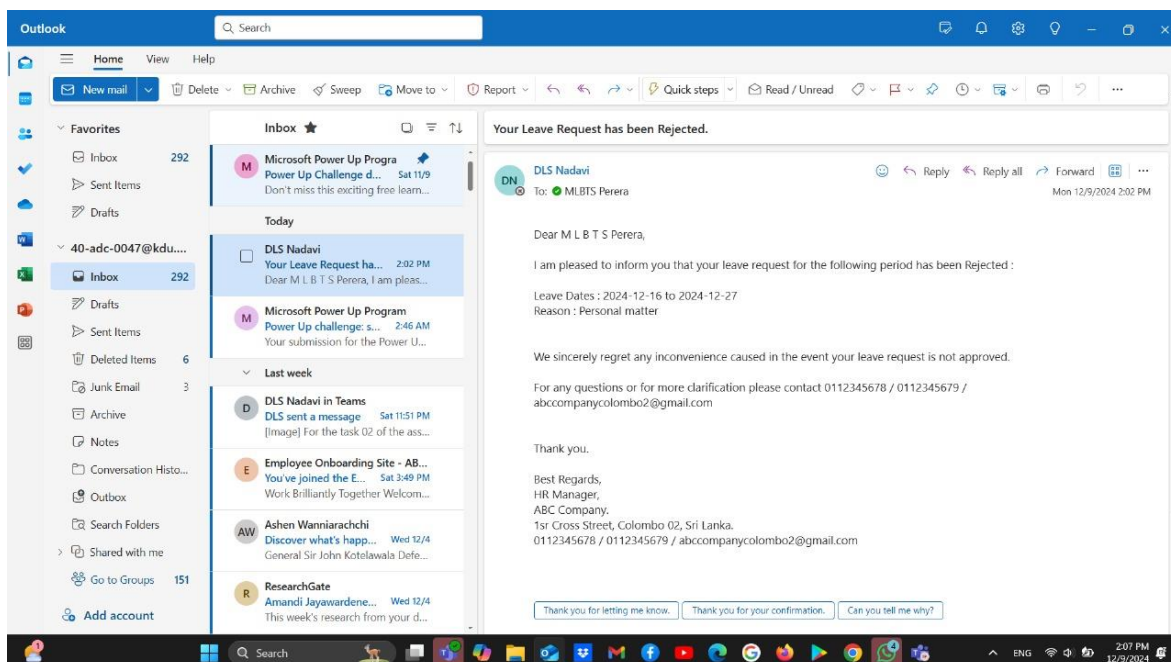 Outlook
Search
Home View Help
New mail Delete Archive Sweep Move to Report Quick steps Read / Unread
Favorites
Inbox 292
Sent Items
Drafts
40-adc-0047@kdu....
Inbox 292
Drafts
Sent Items
Deleted Items 6
Junk Email 3
Archive
Notes
Conversation Histo...
Outbox
Search Folders
Shared with me
Go to Groups 151
Add account
Inbox
M
Microsoft Power Up Progra
Power Up Challenge d... Sat 11/9
Don't miss this exciting free learn...
Today
DLS Nadavi
Your Leave Request ha... 2:02 PM
Dear M L B T S Perera, I am pleas...
M
Microsoft Power Up Program
Power Up challenge: s... 2:46 AM
Your submission for the Power U...
Last week
D
DLS Nadavi in Teams
DLS sent a message Sat 11:51 PM
[Image] For the task 02 of the ass...
E
Employee Onboarding Site - AB...
You've joined the E... Sat 3:49 PM
Work Brilliantly Together Welcom...
AW
Ashen Wanniarachchi
Discover what's happ... Wed 12/4
General Sir John Kotelawala Defe...
R
ResearchGate
Amandi Jayawardene... Wed 12/4
This week's research from your d...
Your Leave Request has been Rejected.
DN
DLS Nadavi
To: MLBTS Perera
Reply Reply all Forward
Mon 12/9/2024 2:02 PM
Dear M L B T S Perera,
I am pleased to inform you that your leave request for the following period has been Rejected :
Leave Dates : 2024-12-16 to 2024-12-27
Reason : Personal matter
We sincerely regret any inconvenience caused in the event your leave request is not approved.
For any questions or for more clarification please contact 0112345678 / 0112345679 /
abccompanycolombo2@gmail.com
Thank you.
Best Regards,
HR Manager,
ABC Company.
1sr Cross Street, Colombo 02, Sri Lanka.
0112345678 / 0112345679 / abccompanycolombo2@gmail.com
Thank you for letting me know. Thank you for your confirmation. Can you tell me why?
Search
ENG
2:07 PM
12/9/2024